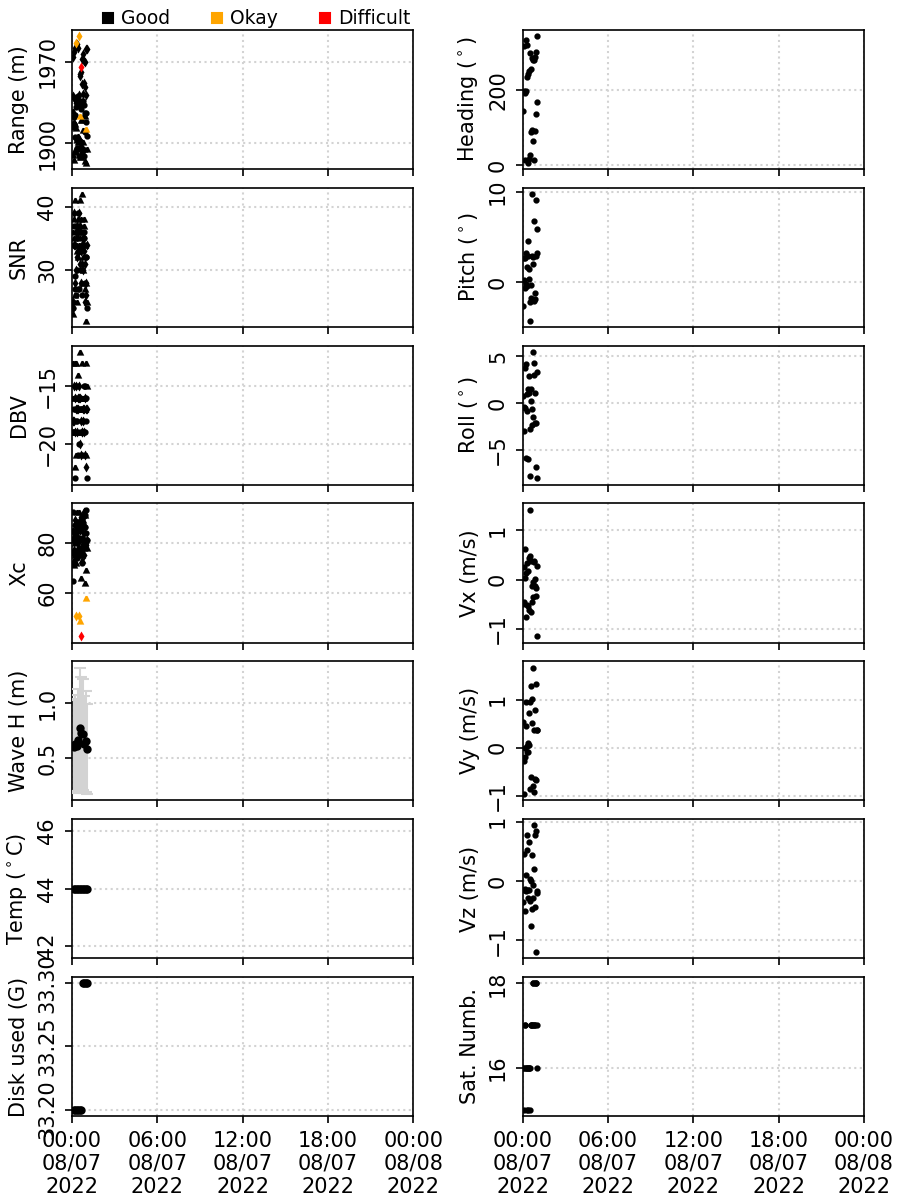 Good Okay Difficult
Range (m)
1970
1900
Heading (°)
200
0
SNR
40
30
Pitch (°)
10
0
DBV
−15
−20
Roll (°)
5
0
−5
Xc
80
60
Vx (m/s)
1
0
−1
Wave H (m)
1.0
0.5
Vy (m/s)
1
0
−1
Temp (°C)
46
44
42
Vz (m/s)
1
0
−1
Disk used (G)
33.30
33.25
33.20
Sat. Numb.
18
16
00:00 06:00 12:00 18:00 00:00
08/07 08/07 08/07 08/07 08/08
2022 2022 2022 2022 2022
00:00 06:00 12:00 18:00 00:00
08/07 08/07 08/07 08/07 08/08
2022 2022 2022 2022 2022